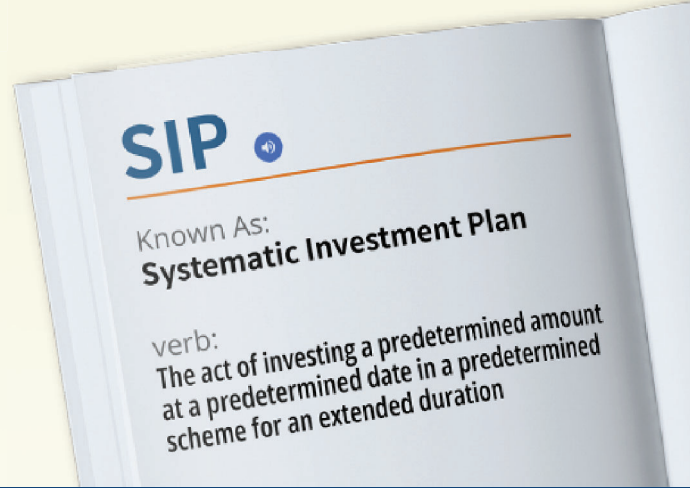 SIP
Known As:
Systematic Investment Plan
verb:
The act of investing a predetermined amount
at a predetermined date in a predetermined
scheme for an extended duration